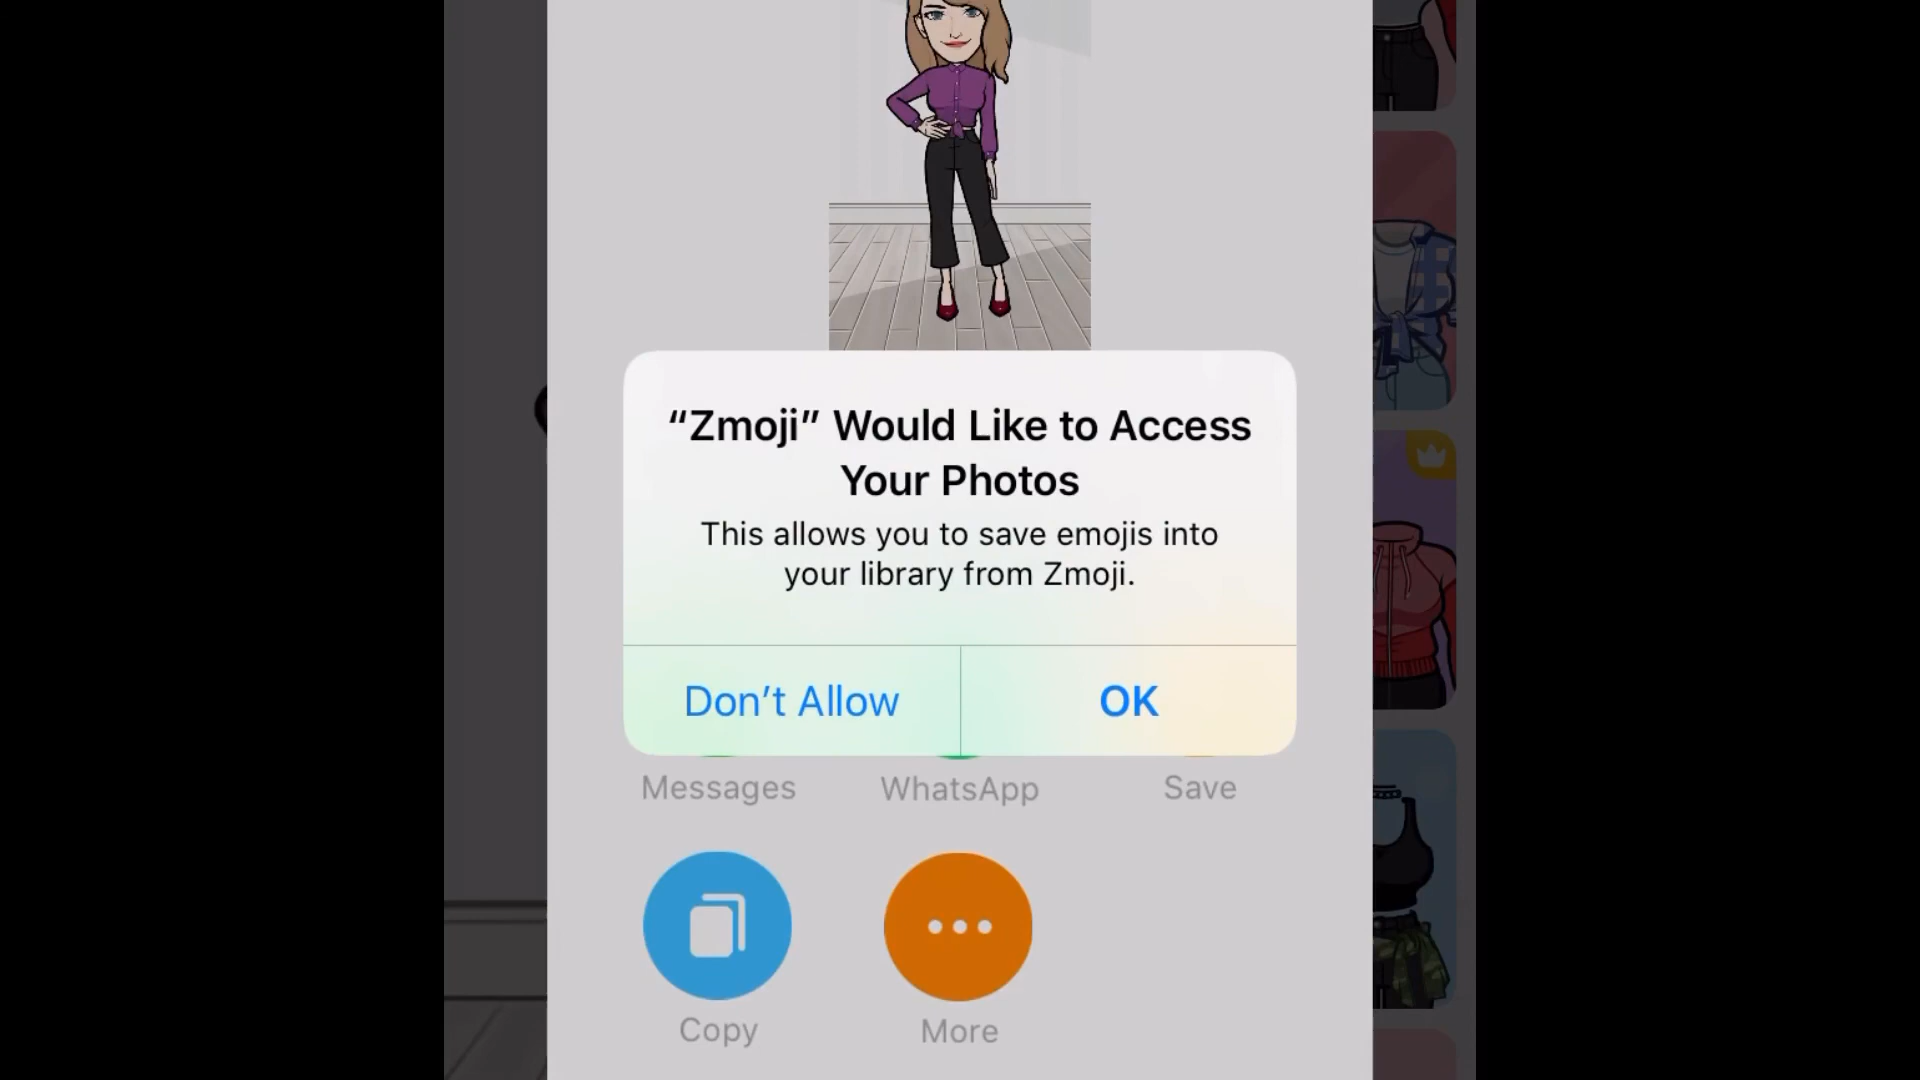 “Zmoji” Would Like to Access
Your Photos
This allows you to save emojis into
your library from Zmoji.
Don’t Allow
OK
Messages
WhatsApp
Save
Copy
More